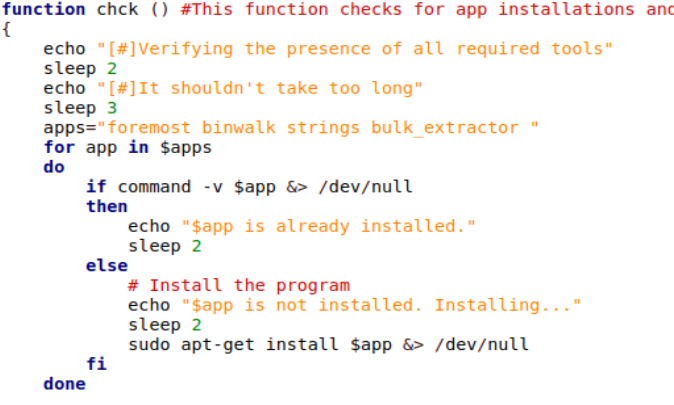 function chck () #This function checks for app installations and
{
    echo "[#]Verifying the presence of all required tools"
    sleep 2
    echo "[#]It shouldn't take too long"
    sleep 3
    apps="foremost binwalk strings bulk_extractor "
    for app in $apps
    do
        if command -v $app &> /dev/null
        then
            echo "$app is already installed."
            sleep 2
        else
            # Install the program
            echo "$app is not installed. Installing..."
            sleep 2
            sudo apt-get install $app &> /dev/null
        fi
    done